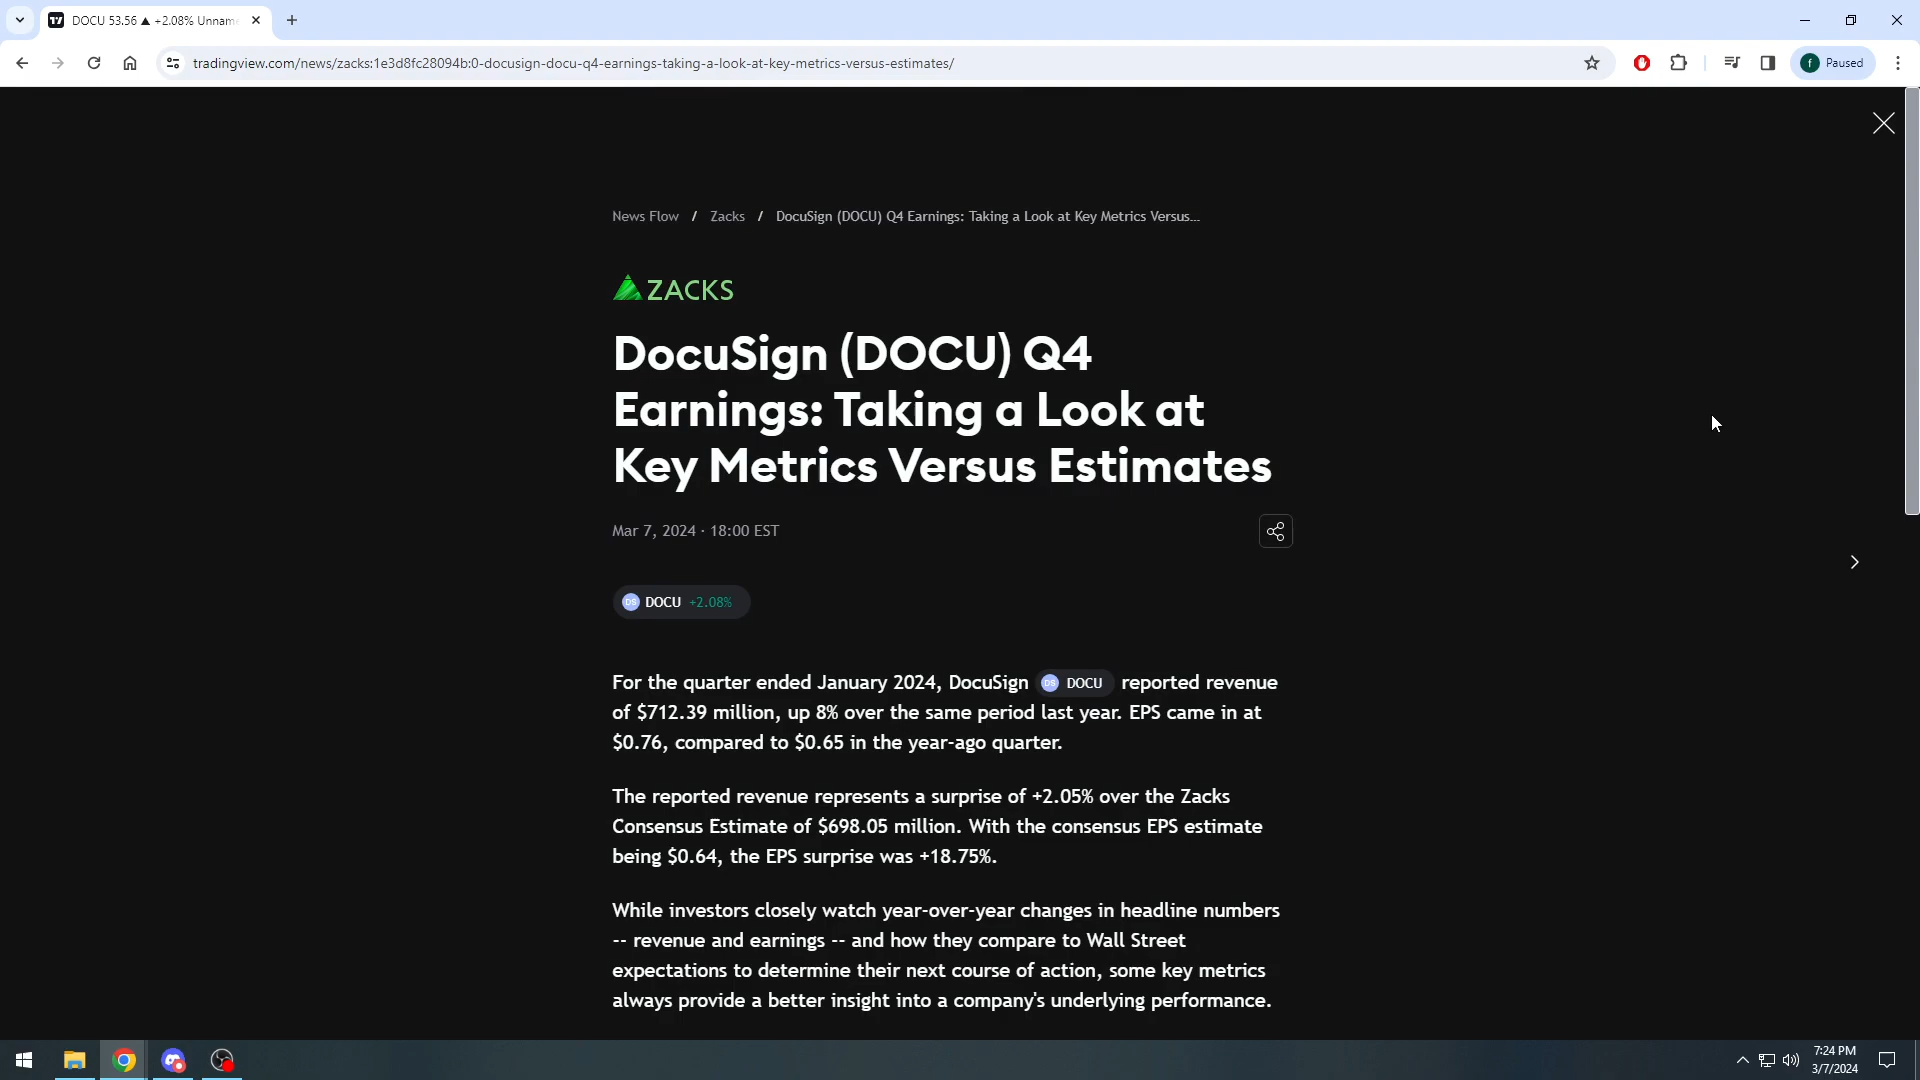 DOCU 53.56 ▲ +2.08% Unname
tradingview.com/news/zacks:1e3d8fc28094b:0-docusign-docu-q4-earnings-taking-a-look-at-key-metrics-versus-estimates/
f Paused
News Flow / Zacks / DocuSign (DOCU) Q4 Earnings: Taking a Look at Key Metrics Versus...
ZACKS
DocuSign (DOCU) Q4
Earnings: Taking a Look at
Key Metrics Versus Estimates
Mar 7, 2024 · 18:00 EST
DS DOCU +2.08%
For the quarter ended January 2024, DocuSign DS DOCU reported revenue
of $712.39 million, up 8% over the same period last year. EPS came in at
$0.76, compared to $0.65 in the year-ago quarter.
The reported revenue represents a surprise of +2.05% over the Zacks
Consensus Estimate of $698.05 million. With the consensus EPS estimate
being $0.64, the EPS surprise was +18.75%.
While investors closely watch year-over-year changes in headline numbers
-- revenue and earnings -- and how they compare to Wall Street
expectations to determine their next course of action, some key metrics
always provide a better insight into a company's underlying performance.
7:24 PM
3/7/2024